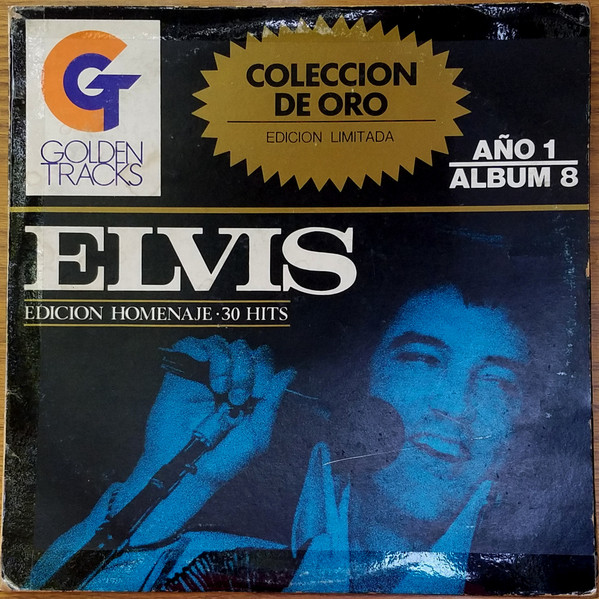 GT
GOLDEN
TRACKS
COLECCION
DE ORO
EDICION LIMITADA
AÑO 1
ALBUM 8
ELVIS
EDICION HOMENAJE · 30 HITS